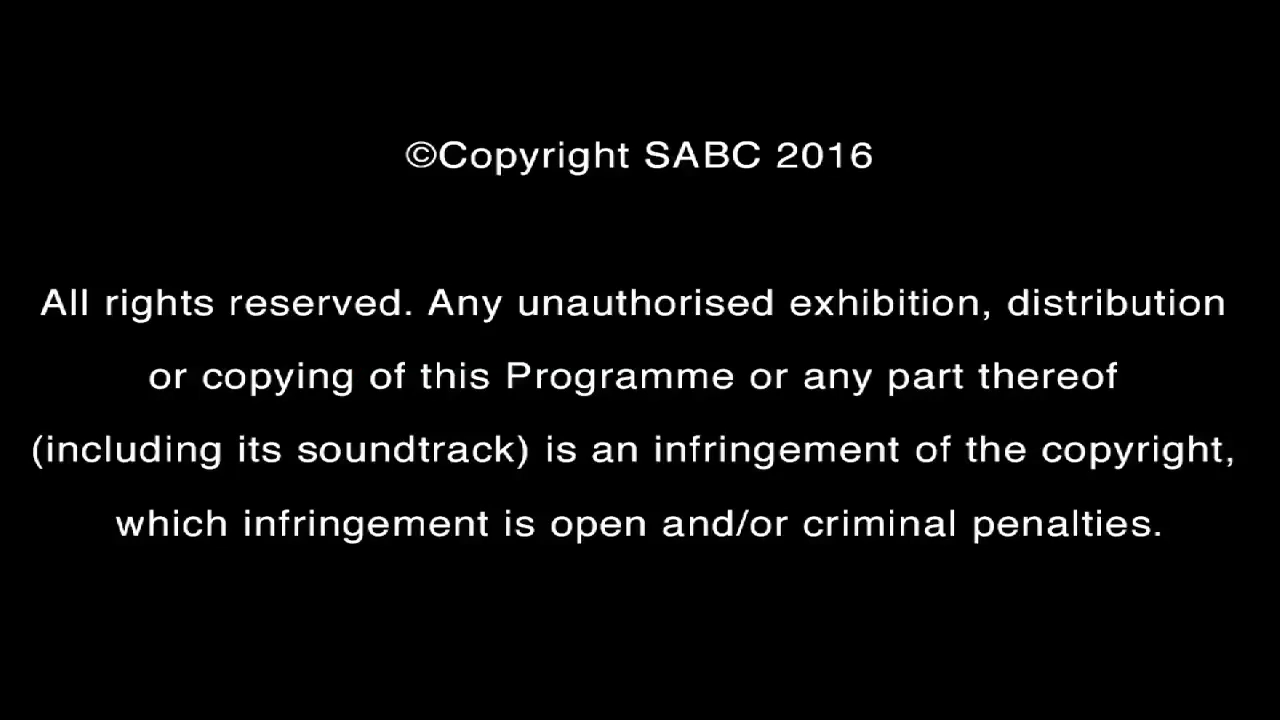 ©Copyright SABC 2016
All rights reserved. Any unauthorised exhibition, distribution
or copying of this Programme or any part thereof
(including its soundtrack) is an infringement of the copyright,
which infringement is open and/or criminal penalties.